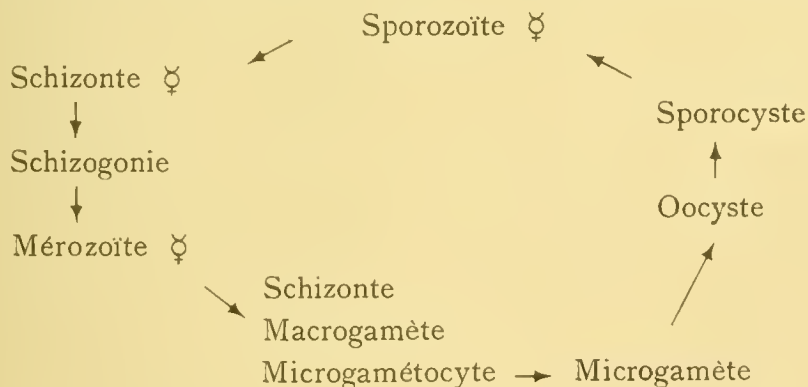 Sporozoïte ☿
Schizonte ☿
Schizogonie
Mérozoïte ☿
Schizonte
Macrogamète
Microgamétocyte → Microgamète
Oocyste
Sporocyste